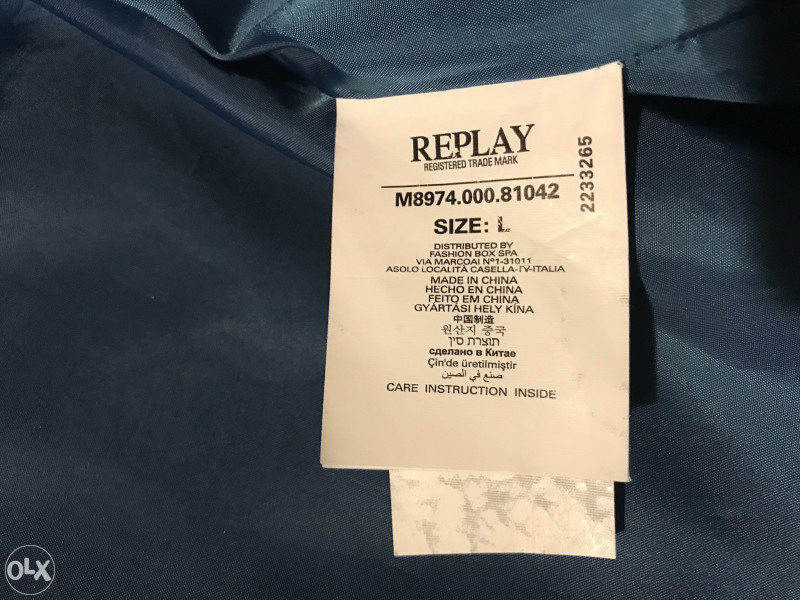 REPLAY
REGISTERED TRADE MARK
M8974.000.81042
2233265
SIZE: L
DISTRIBUTED BY
FASHION BOX SPA
VIA MARCOAI N°1-31011
ASOLO LOCALITÀ CASELLA-TV-ITALIA
MADE IN CHINA
HECHO EN CHINA
FEITO EM CHINA
GYÁRTÁSI HELY KÍNA
中国制造
원산지 중국
תוצרת סין
сделано в Китае
Çin'de üretilmiştir
صنع في الصين
CARE INSTRUCTION INSIDE
OLX